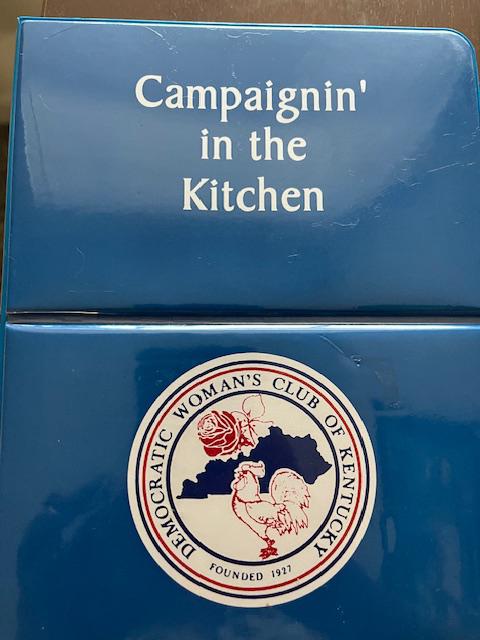 Campaignin'
in the
Kitchen
DEMOCRATIC WOMAN'S CLUB OF KENTUCKY
FOUNDED 1927